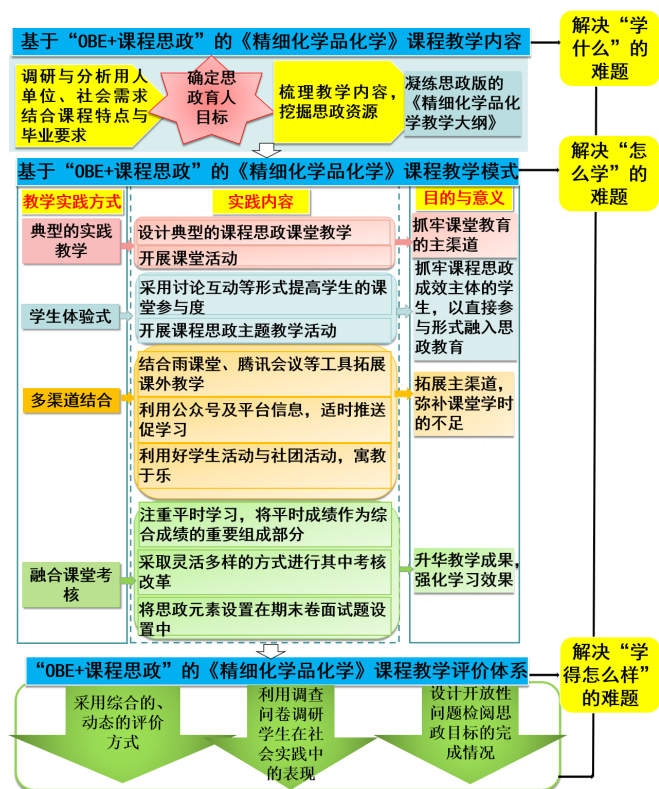 基于“OBE+课程思政”的《精细化学品化学》课程教学内容
解决“学
什么”的
难题
调研与分析用人
单位、社会需求
结合课程特点与
毕业要求
确定思
政育人
目标
梳理教学内容，
挖掘思政资源
凝练思政版的
《精细化学品化
学教学大纲》
基于“OBE+课程思政”的《精细化学品化学》课程教学模式
解决“怎
么学”的
难题
教学实践方式
实践内容
目的与意义
典型的实践
教学
设计典型的课程思政课堂教学
开展课堂活动
抓牢课堂教育
的主渠道
学生体验式
采用讨论互动等形式提高学生的课
堂参与度
开展课程思政主题教学活动
抓牢课程思政
成效主体的学
生，以直接参
与形式融入思
政教育
多渠道结合
结合雨课堂、腾讯会议等工具拓展
课外教学
利用公众号及平台信息，适时推送
促学习
利用好学生活动与社团活动，寓教
于乐
拓展主渠道，
弥补课堂学时
的不足
融合课堂考
核
注重平时学习，将平时成绩作为综
合成绩的重要组成部分
采取灵活多样的方式进行其中考核
改革
将思政元素设置在期末卷面试题设
置中
升华教学成果，
强化学习效果
“OBE+课程思政”的《精细化学品化学》课程教学评价体系
解决“学
得怎么样”
的难题
采用综合的、
动态的评价
方式
利用调查
问卷调研
学生在社
会实践中
的表现
设计开放性
问题检阅思
政目标的完
成情况